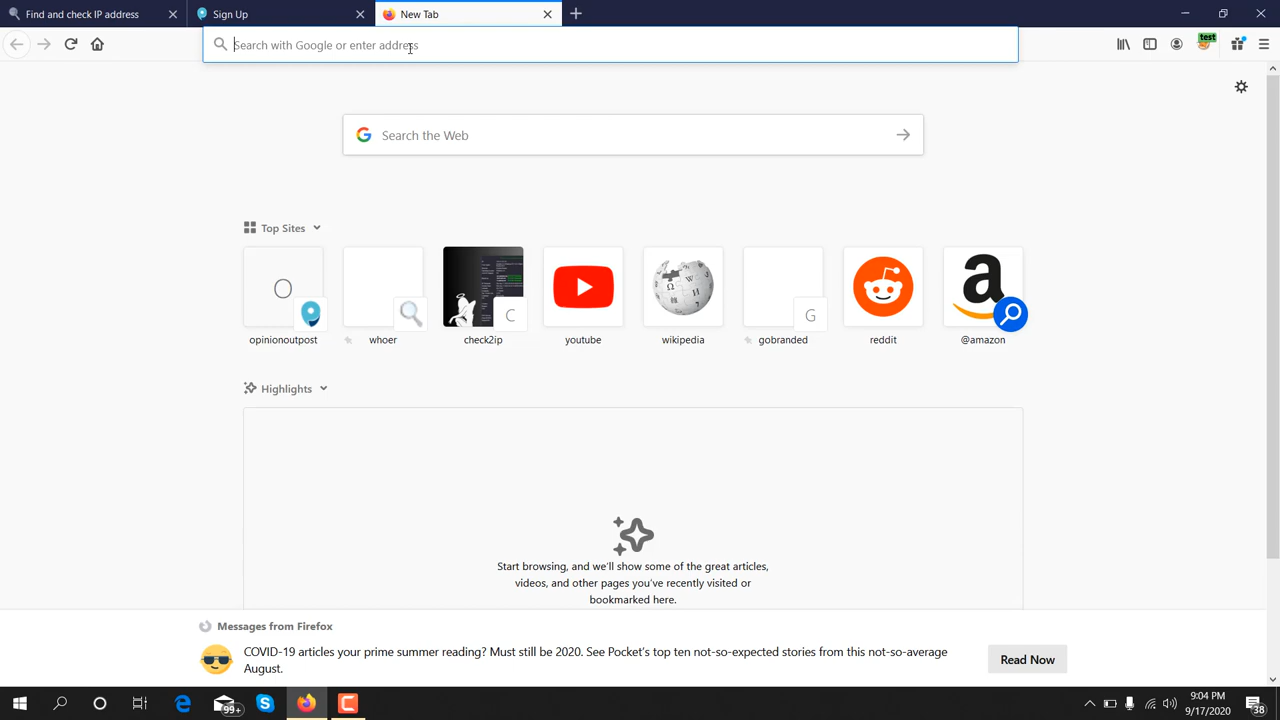 Find and check IP address
Sign Up
New Tab
Search with Google or enter address
test
Search the Web
Top Sites
O
C
G
a
opinionoutpost
whoer
check2ip
youtube
wikipedia
gobranded
reddit
@amazon
Highlights
Start browsing, and we'll show some of the great articles,
videos, and other pages you've recently visited or
bookmarked here.
Messages from Firefox
COVID-19 articles your prime summer reading? Must still be 2020. See Pocket's top ten not-so-expected stories from this not-so-average
August.
Read Now
99+
9:04 PM
9/17/2020
38